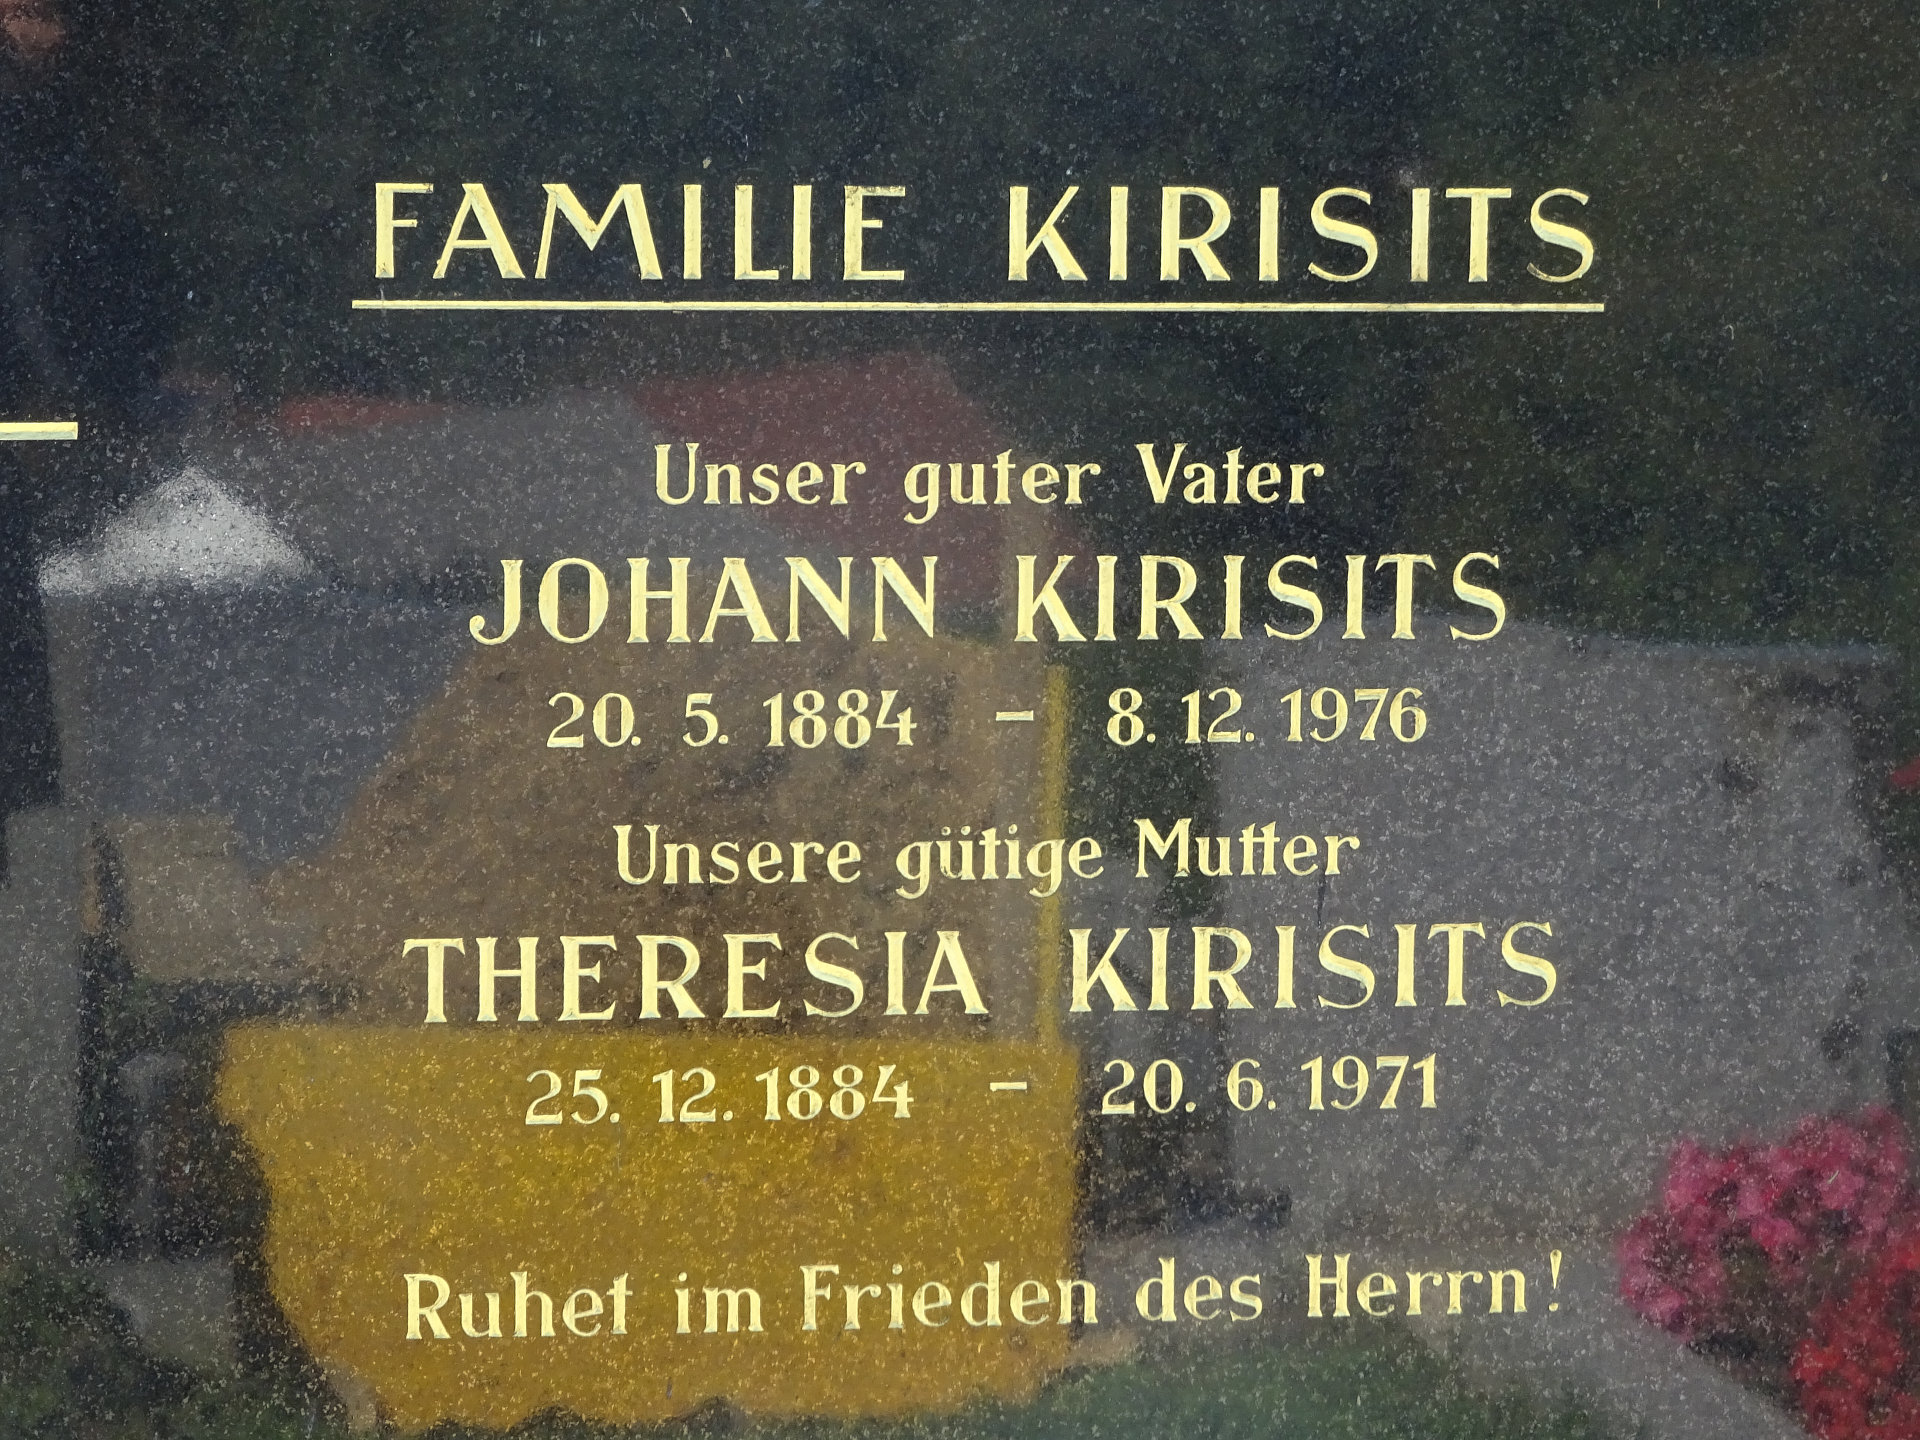 FAMILIE KIRISITS
Unser guter Vater
JOHANN KIRISITS
20. 5. 1884 – 8. 12. 1976
Unsere gütige Mutter
THERESIA KIRISITS
25. 12. 1884 – 20. 6. 1971
Ruhet im Frieden des Herrn!